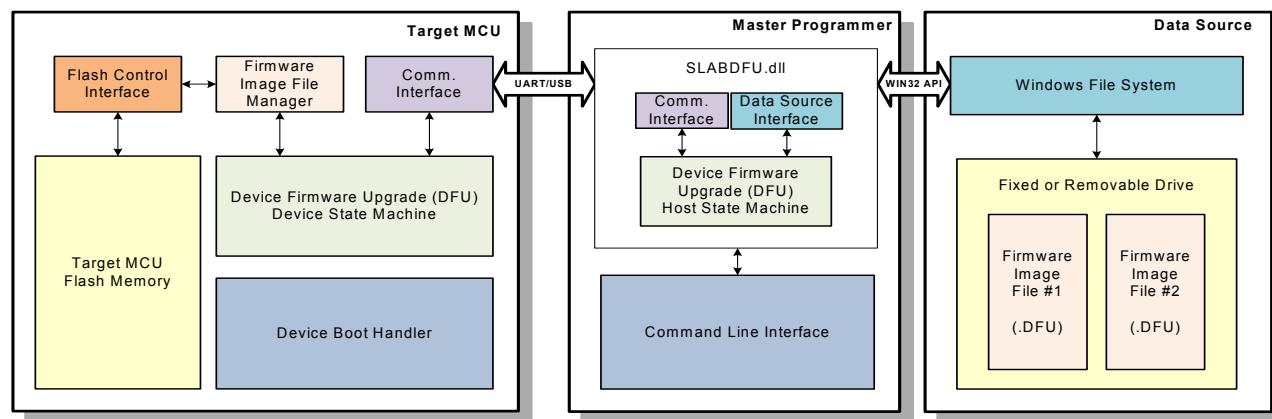 Target MCU
Flash Control
Interface
Firmware
Image File
Manager
Comm.
Interface
UART/USB
Target MCU
Flash Memory
Device Firmware Upgrade (DFU)
Device State Machine
Device Boot Handler
Master Programmer
SLABDFU.dll
Comm.
Interface
Data Source
Interface
Device Firmware
Upgrade (DFU)
Host State Machine
Command Line Interface
WIN32 API
Data Source
Windows File System
Fixed or Removable Drive
Firmware
Image
File #1
(.DFU)
Firmware
Image
File #2
(.DFU)